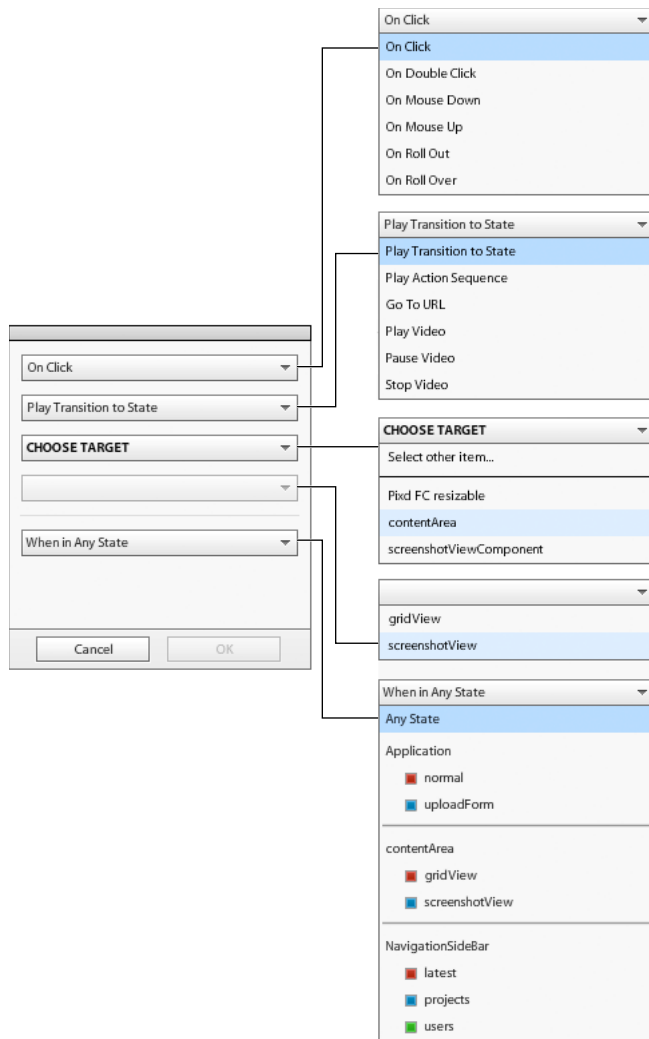 On Click
Play Transition to State
CHOOSE TARGET
When in Any State
Cancel
OK
On Click
On Click
On Double Click
On Mouse Down
On Mouse Up
On Roll Out
On Roll Over
Play Transition to State
Play Transition to State
Play Action Sequence
Go To URL
Play Video
Pause Video
Stop Video
CHOOSE TARGET
Select other item...
Pixd FC resizable
contentArea
screenshotViewComponent
gridView
screenshotView
When in Any State
Any State
Application
normal
uploadForm
contentArea
gridView
screenshotView
NavigationSideBar
latest
projects
users